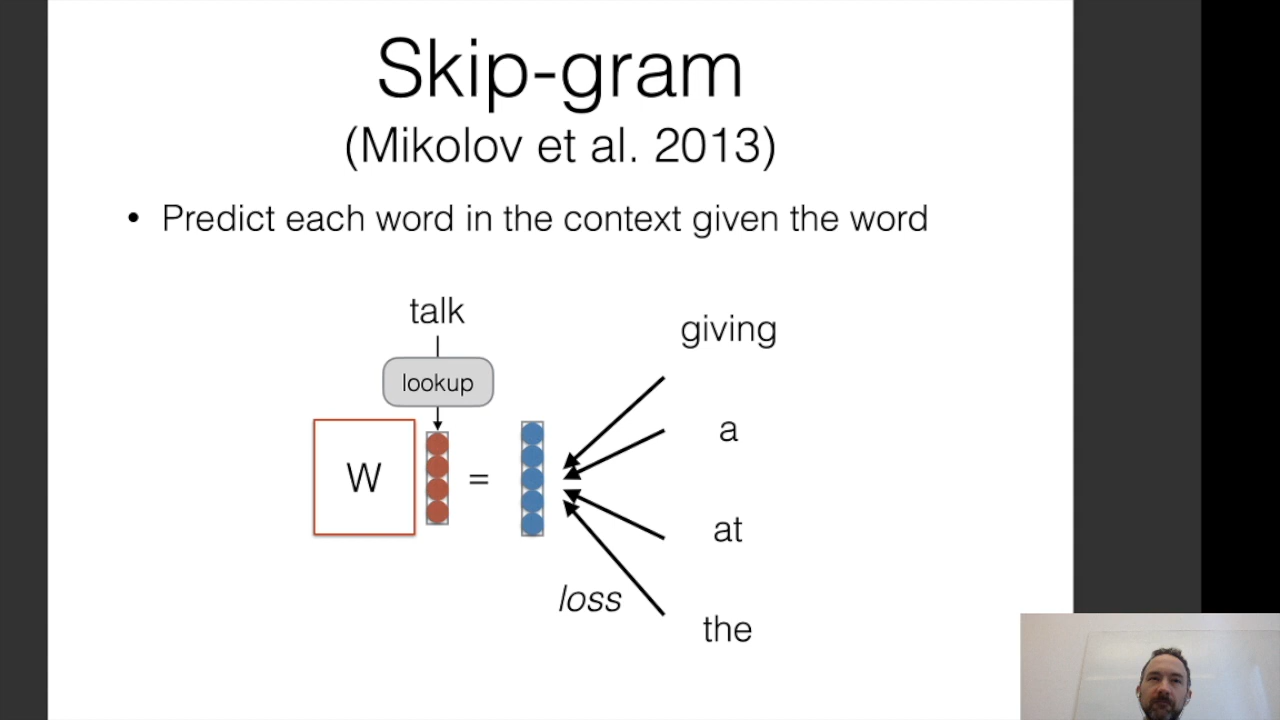 Skip-gram
(Mikolov et al. 2013)
• Predict each word in the context given the word
talk
lookup
W
=
giving
a
at
the
loss